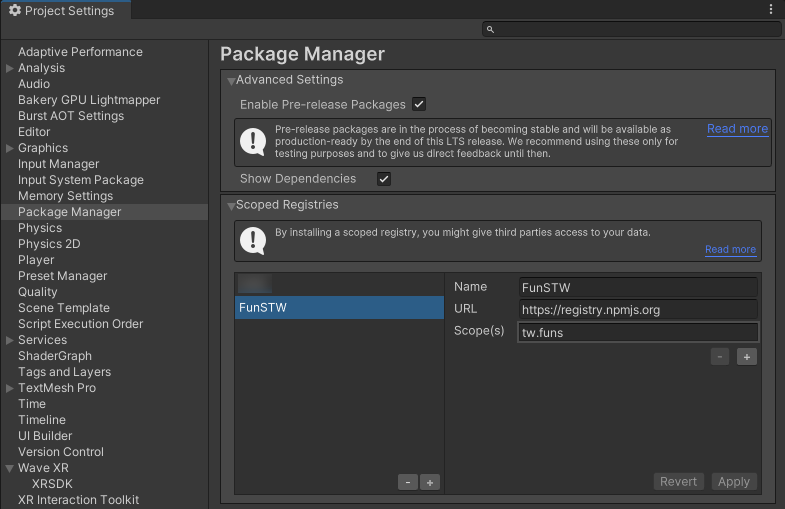 Project Settings
Adaptive Performance
Analysis
Audio
Bakery GPU Lightmapper
Burst AOT Settings
Editor
Graphics
Input Manager
Input System Package
Memory Settings
Package Manager
Physics
Physics 2D
Player
Preset Manager
Quality
Scene Template
Script Execution Order
Services
ShaderGraph
Tags and Layers
TextMesh Pro
Time
Timeline
UI Builder
Version Control
Wave XR
XRSDK
XR Interaction Toolkit
Package Manager
Advanced Settings
Enable Pre-release Packages
Pre-release packages are in the process of becoming stable and will be available as
production-ready by the end of this LTS release. We recommend using these only for
testing purposes and to give us direct feedback until then.
Read more
Show Dependencies
Scoped Registries
By installing a scoped registry, you might give third parties access to your data.
Read more
FunSTW
Name FunSTW
URL https://registry.npmjs.org
Scope(s) tw.funs
- +
- +
Revert Apply